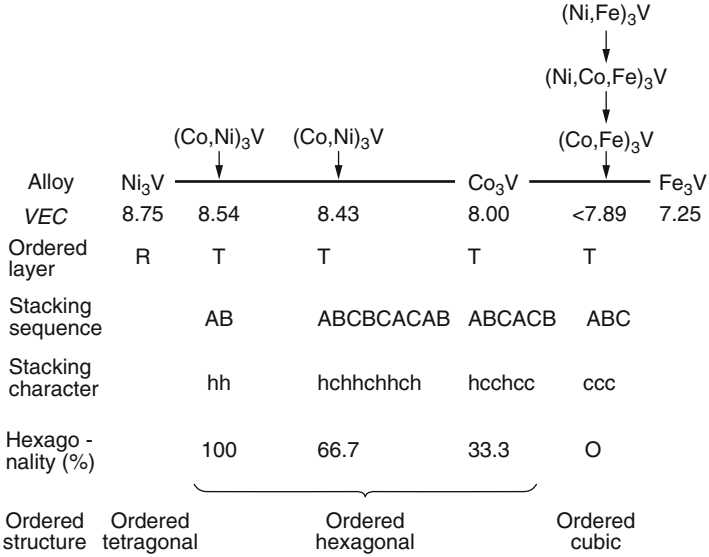 (Ni,Fe)3V
(Ni,Co,Fe)3V
(Co,Ni)3V (Co,Ni)3V (Co,Fe)3V
Alloy Ni3V Co3V Fe3V
VEC 8.75 8.54 8.43 8.00 <7.89 7.25
Ordered
layer R T T T T
Stacking
sequence AB ABCBCACAB ABCACB ABC
Stacking
character hh hchhchhch hcchcc ccc
Hexago -
nality (%) 100 66.7 33.3 O
Ordered Ordered Ordered Ordered
structure tetragonal hexagonal cubic